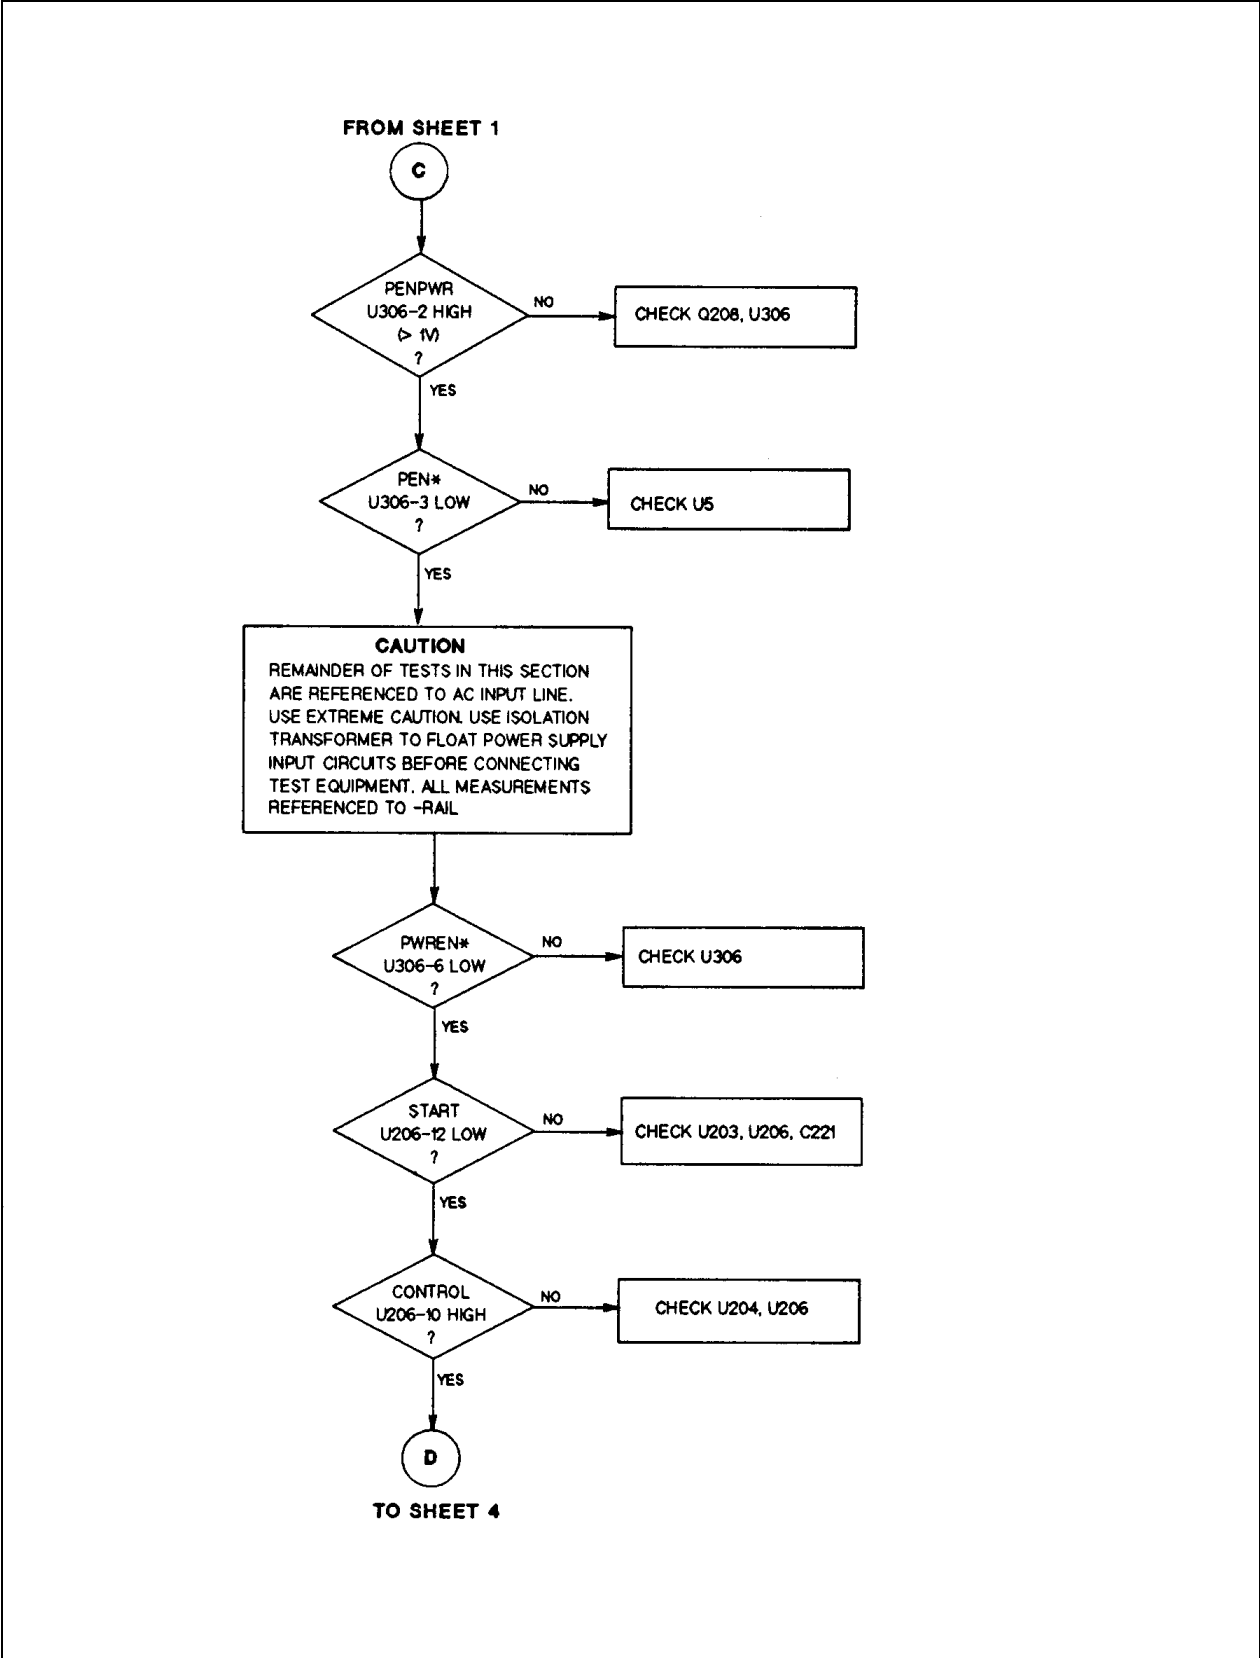 FROM SHEET 1
C
PENPWR
U306-2 HIGH
(> 1V)
?
NO
CHECK Q208, U306
YES
PEN*
U306-3 LOW
?
NO
CHECK U5
YES
CAUTION
REMAINDER OF TESTS IN THIS SECTION
ARE REFERENCED TO AC INPUT LINE.
USE EXTREME CAUTION. USE ISOLATION
TRANSFORMER TO FLOAT POWER SUPPLY
INPUT CIRCUITS BEFORE CONNECTING
TEST EQUIPMENT. ALL MEASUREMENTS
REFERENCED TO -RAIL
PWREN*
U306-6 LOW
?
NO
CHECK U306
YES
START
U206-12 LOW
?
NO
CHECK U203, U206, C221
YES
CONTROL
U206-10 HIGH
?
NO
CHECK U204, U206
YES
D
TO SHEET 4